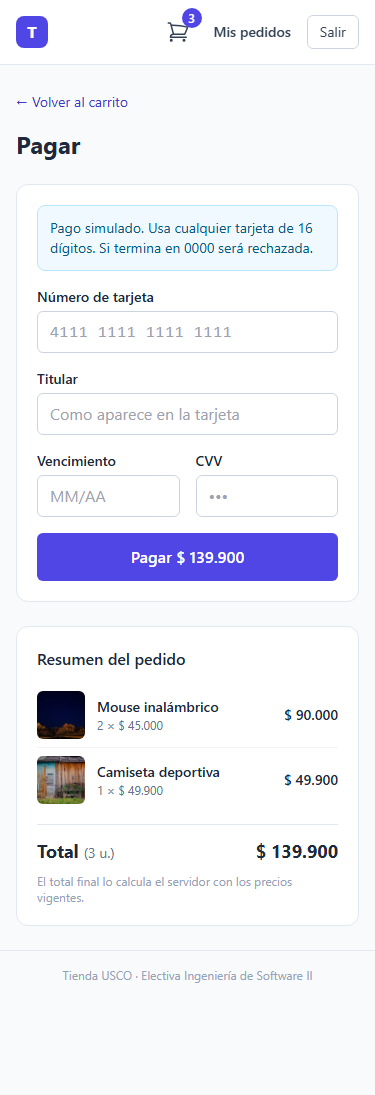 T
3
Mis pedidos
Salir
← Volver al carrito
Pagar
Pago simulado. Usa cualquier tarjeta de 16
dígitos. Si termina en 0000 será rechazada.
Número de tarjeta
4111 1111 1111 1111
Titular
Como aparece en la tarjeta
Vencimiento
CVV
MM/AA
•••
Pagar $ 139.900
Resumen del pedido
Mouse inalámbrico
2 × $ 45.000
$ 90.000
Camiseta deportiva
1 × $ 49.900
$ 49.900
Total (3 u.)
$ 139.900
El total final lo calcula el servidor con los precios
vigentes.
Tienda USCO · Electiva Ingeniería de Software II